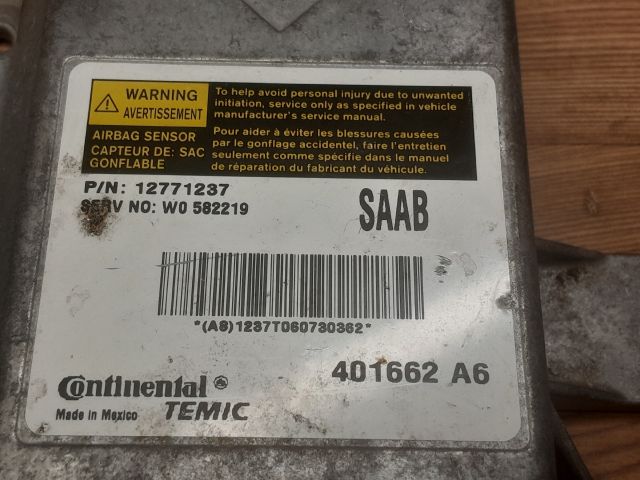 WARNING
AVERTISSEMENT
To help avoid personal injury due to unwanted
initiation, service only as specified in vehicle
manufacturer's service manual.
AIRBAG SENSOR
CAPTEUR DE: SAC
GONFLABLE
Pour aider à éviter les blessures causées
par le gonflage accidentel, faire l'entretien
seulement comme spécifie dans le manuel
de réparation du fabricant du véhicule.
P/N: 12771237
SERV NO: W0 582219
SAAB
*(A6)1237T060730362*
401662 A6
Continental
Made in Mexico TEMIC